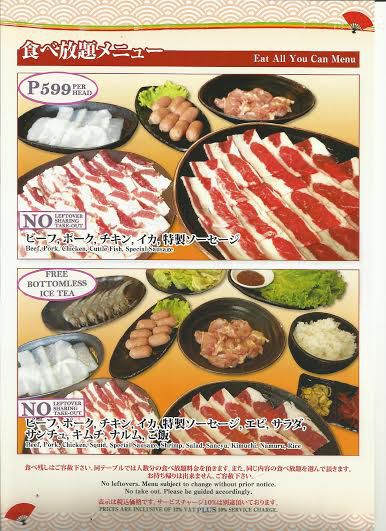 食べ放題メニュー
Eat All You Can Menu
P599 PER HEAD
NO LEFTOVER SHARING TAKE-OUT
ビーフ, ポーク, チキン, イカ, 特製ソーセージ
Beef, Pork, Chicken, Cuttle Fish, Special Sausage
FREE
BOTTOMLESS
ICE TEA
NO LEFTOVER SHARING TAKE-OUT
ビーフ, ポーク, チキン, イカ, 特製ソーセージ, エビ, サラダ,
サンチュ, キムチ, ナムル, ご飯
Beef, Pork, Chicken, Squid, Special Sausage, Shrimp, Salad, Sangyu, Kimuchi, Namuru, Rice
食べ残しはご容赦下さい。同テーブルでは人数分の食べ放題料金を頂きます。また、同じ内容の食べ放題を選んで頂きます。
お持ち帰りは出来ません、ご容赦下さい。
No leftovers. Menu subject to change without prior notice.
No take out. Please be guided accordingly.
表示は税込価格です。サービスチャージ10%は別途頂いております。
PRICES ARE INCLUSIVE OF 12% VAT PLUS 10% SERVICE CHARGE.